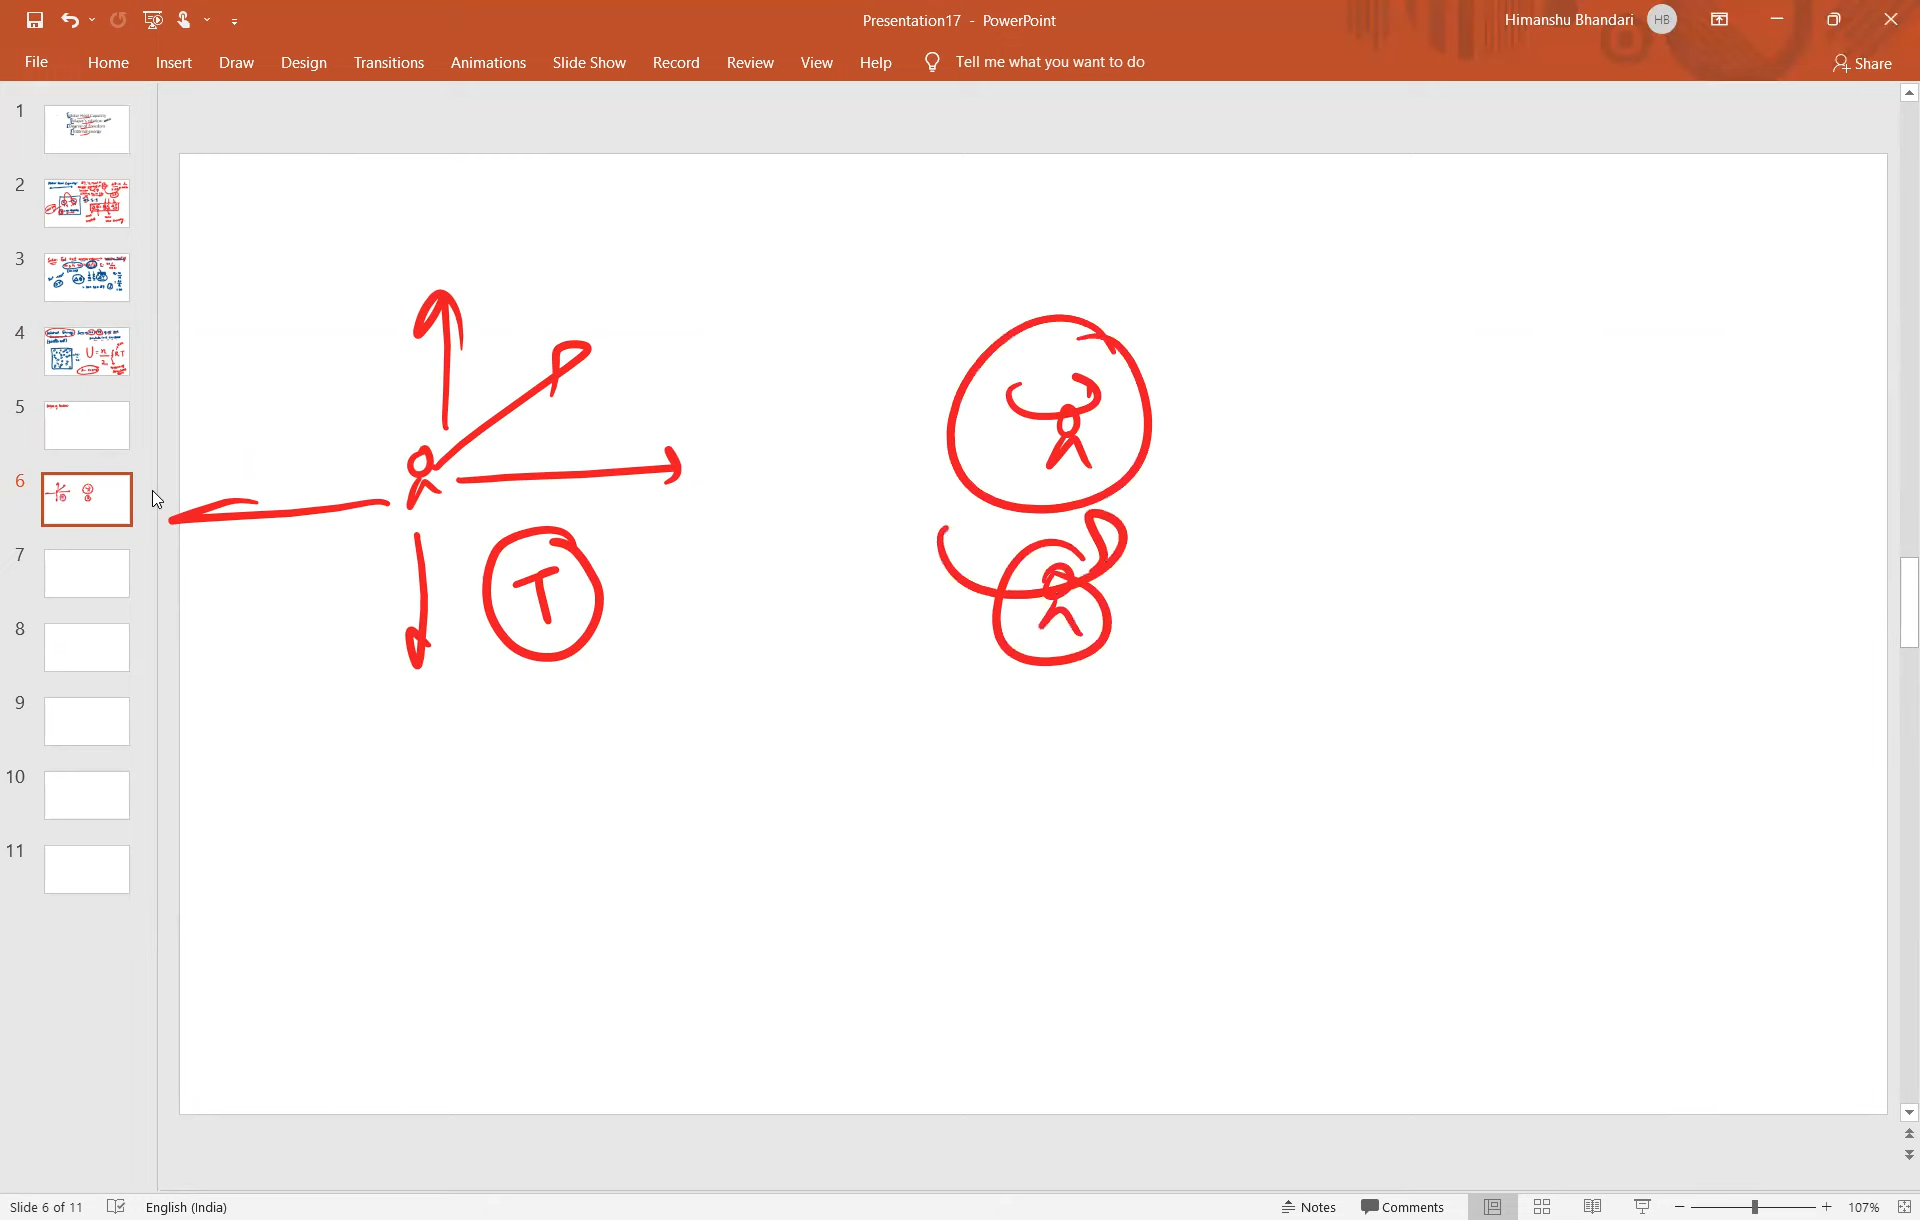 Presentation17 - PowerPoint
Himanshu Bhandari
HB
File Home Insert Draw Design Transitions Animations Slide Show Record Review View Help Tell me what you want to do
Share
1
2
3
4
U = n/2 f R T
5
6
7
8
9
10
11
T
Slide 6 of 11 English (India)
Notes Comments 107%